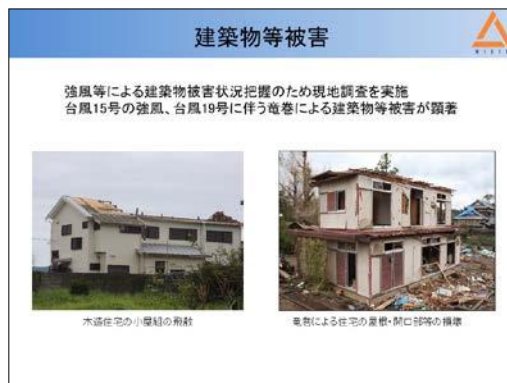 建築物等被害
強風等による建築物被害状況把握のため現地調査を実施
台風15号の強風、台風19号に伴う竜巻による建築物等被害が顕著
木造住宅の小屋組の飛散
竜巻による住宅の屋根・開口部等の損壊